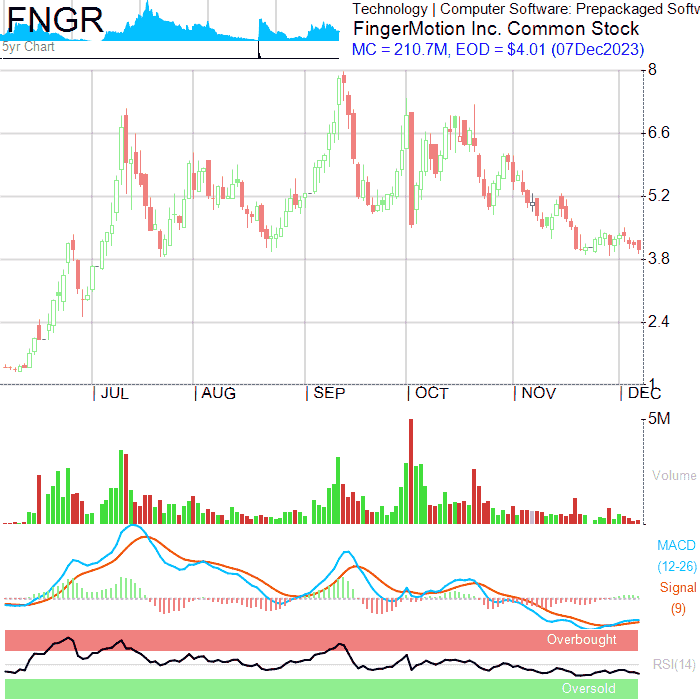 FNGR
5yr Chart
Technology | Computer Software: Prepackaged Softw
FingerMotion Inc. Common Stock
MC = 210.7M, EOD = $4.01 (07Dec2023)
8
6.6
5.2
3.8
2.4
1
JUL AUG SEP OCT NOV DEC
5M
Volume
MACD
(12-26)
Signal
(9)
Overbought
RSI(14)
Oversold